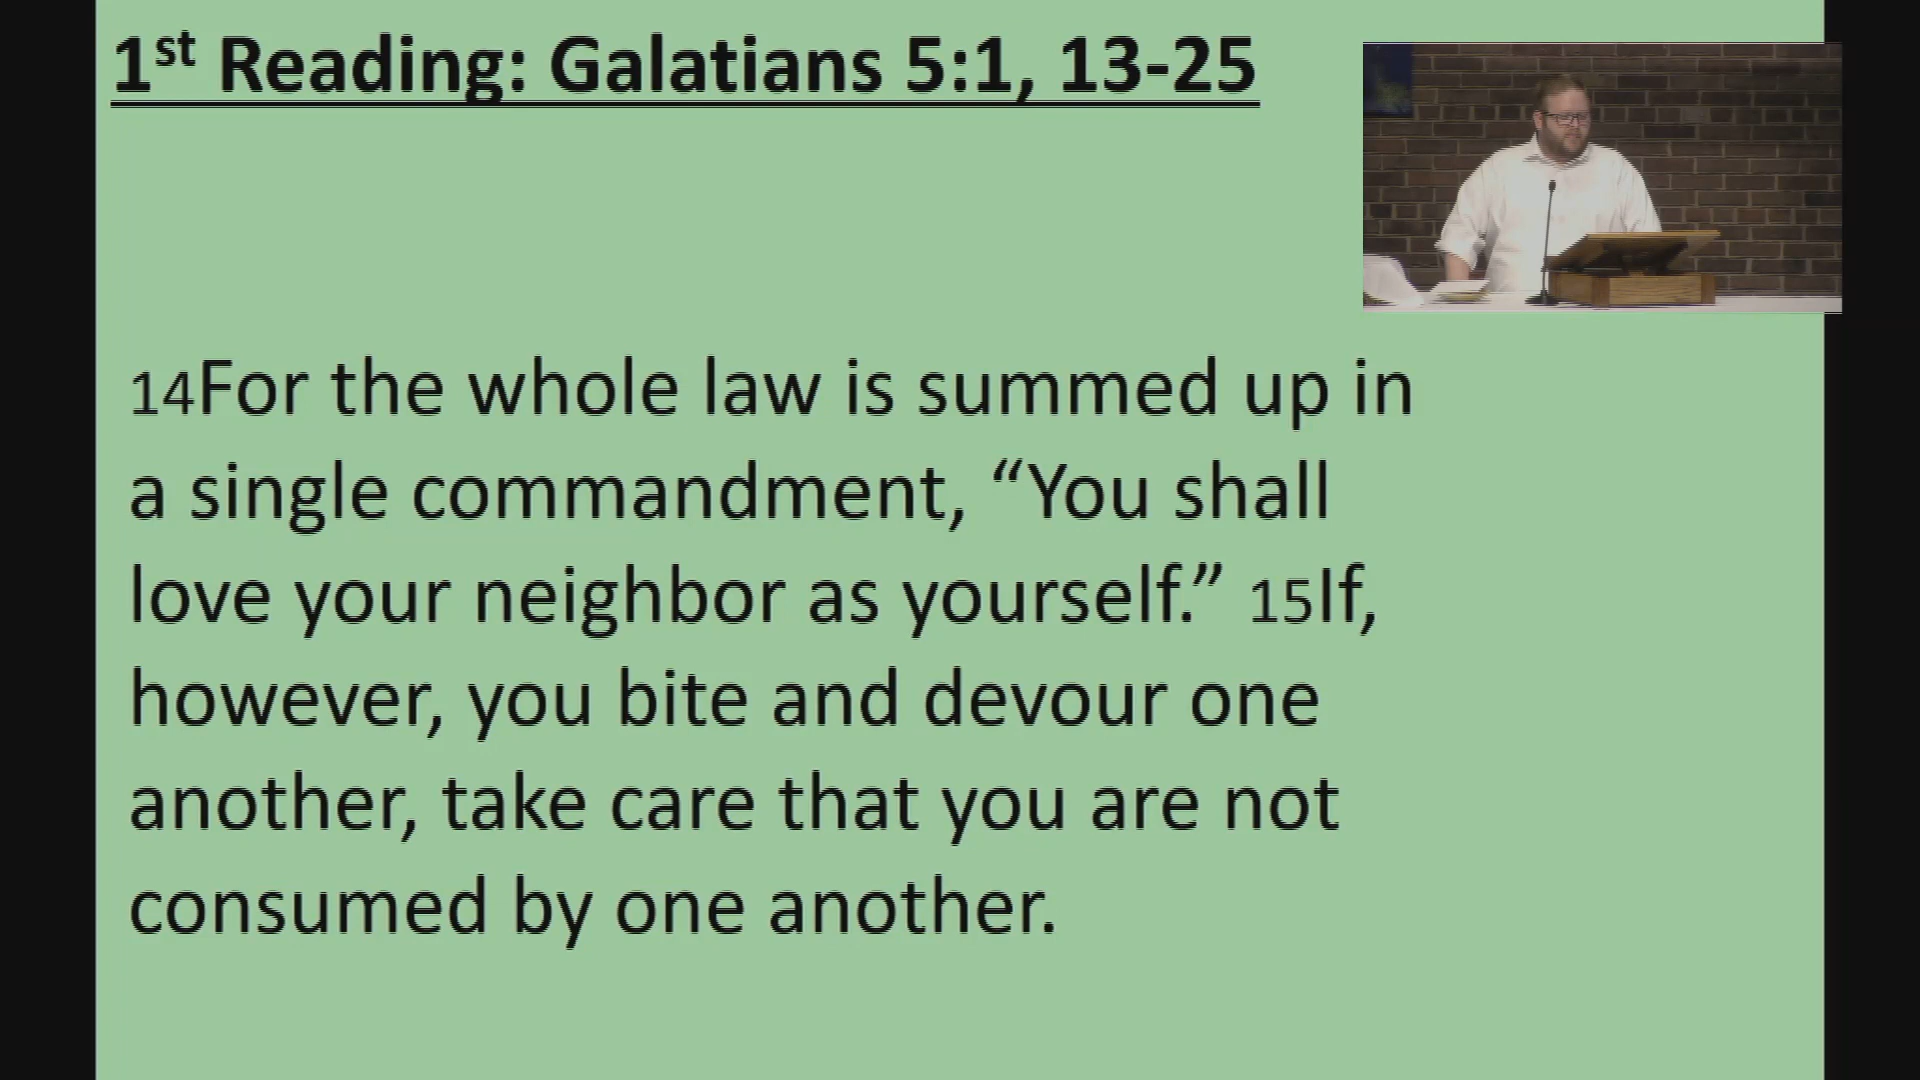 1st Reading: Galatians 5:1, 13-25
14For the whole law is summed up in
a single commandment, “You shall
love your neighbor as yourself.” 15If,
however, you bite and devour one
another, take care that you are not
consumed by one another.